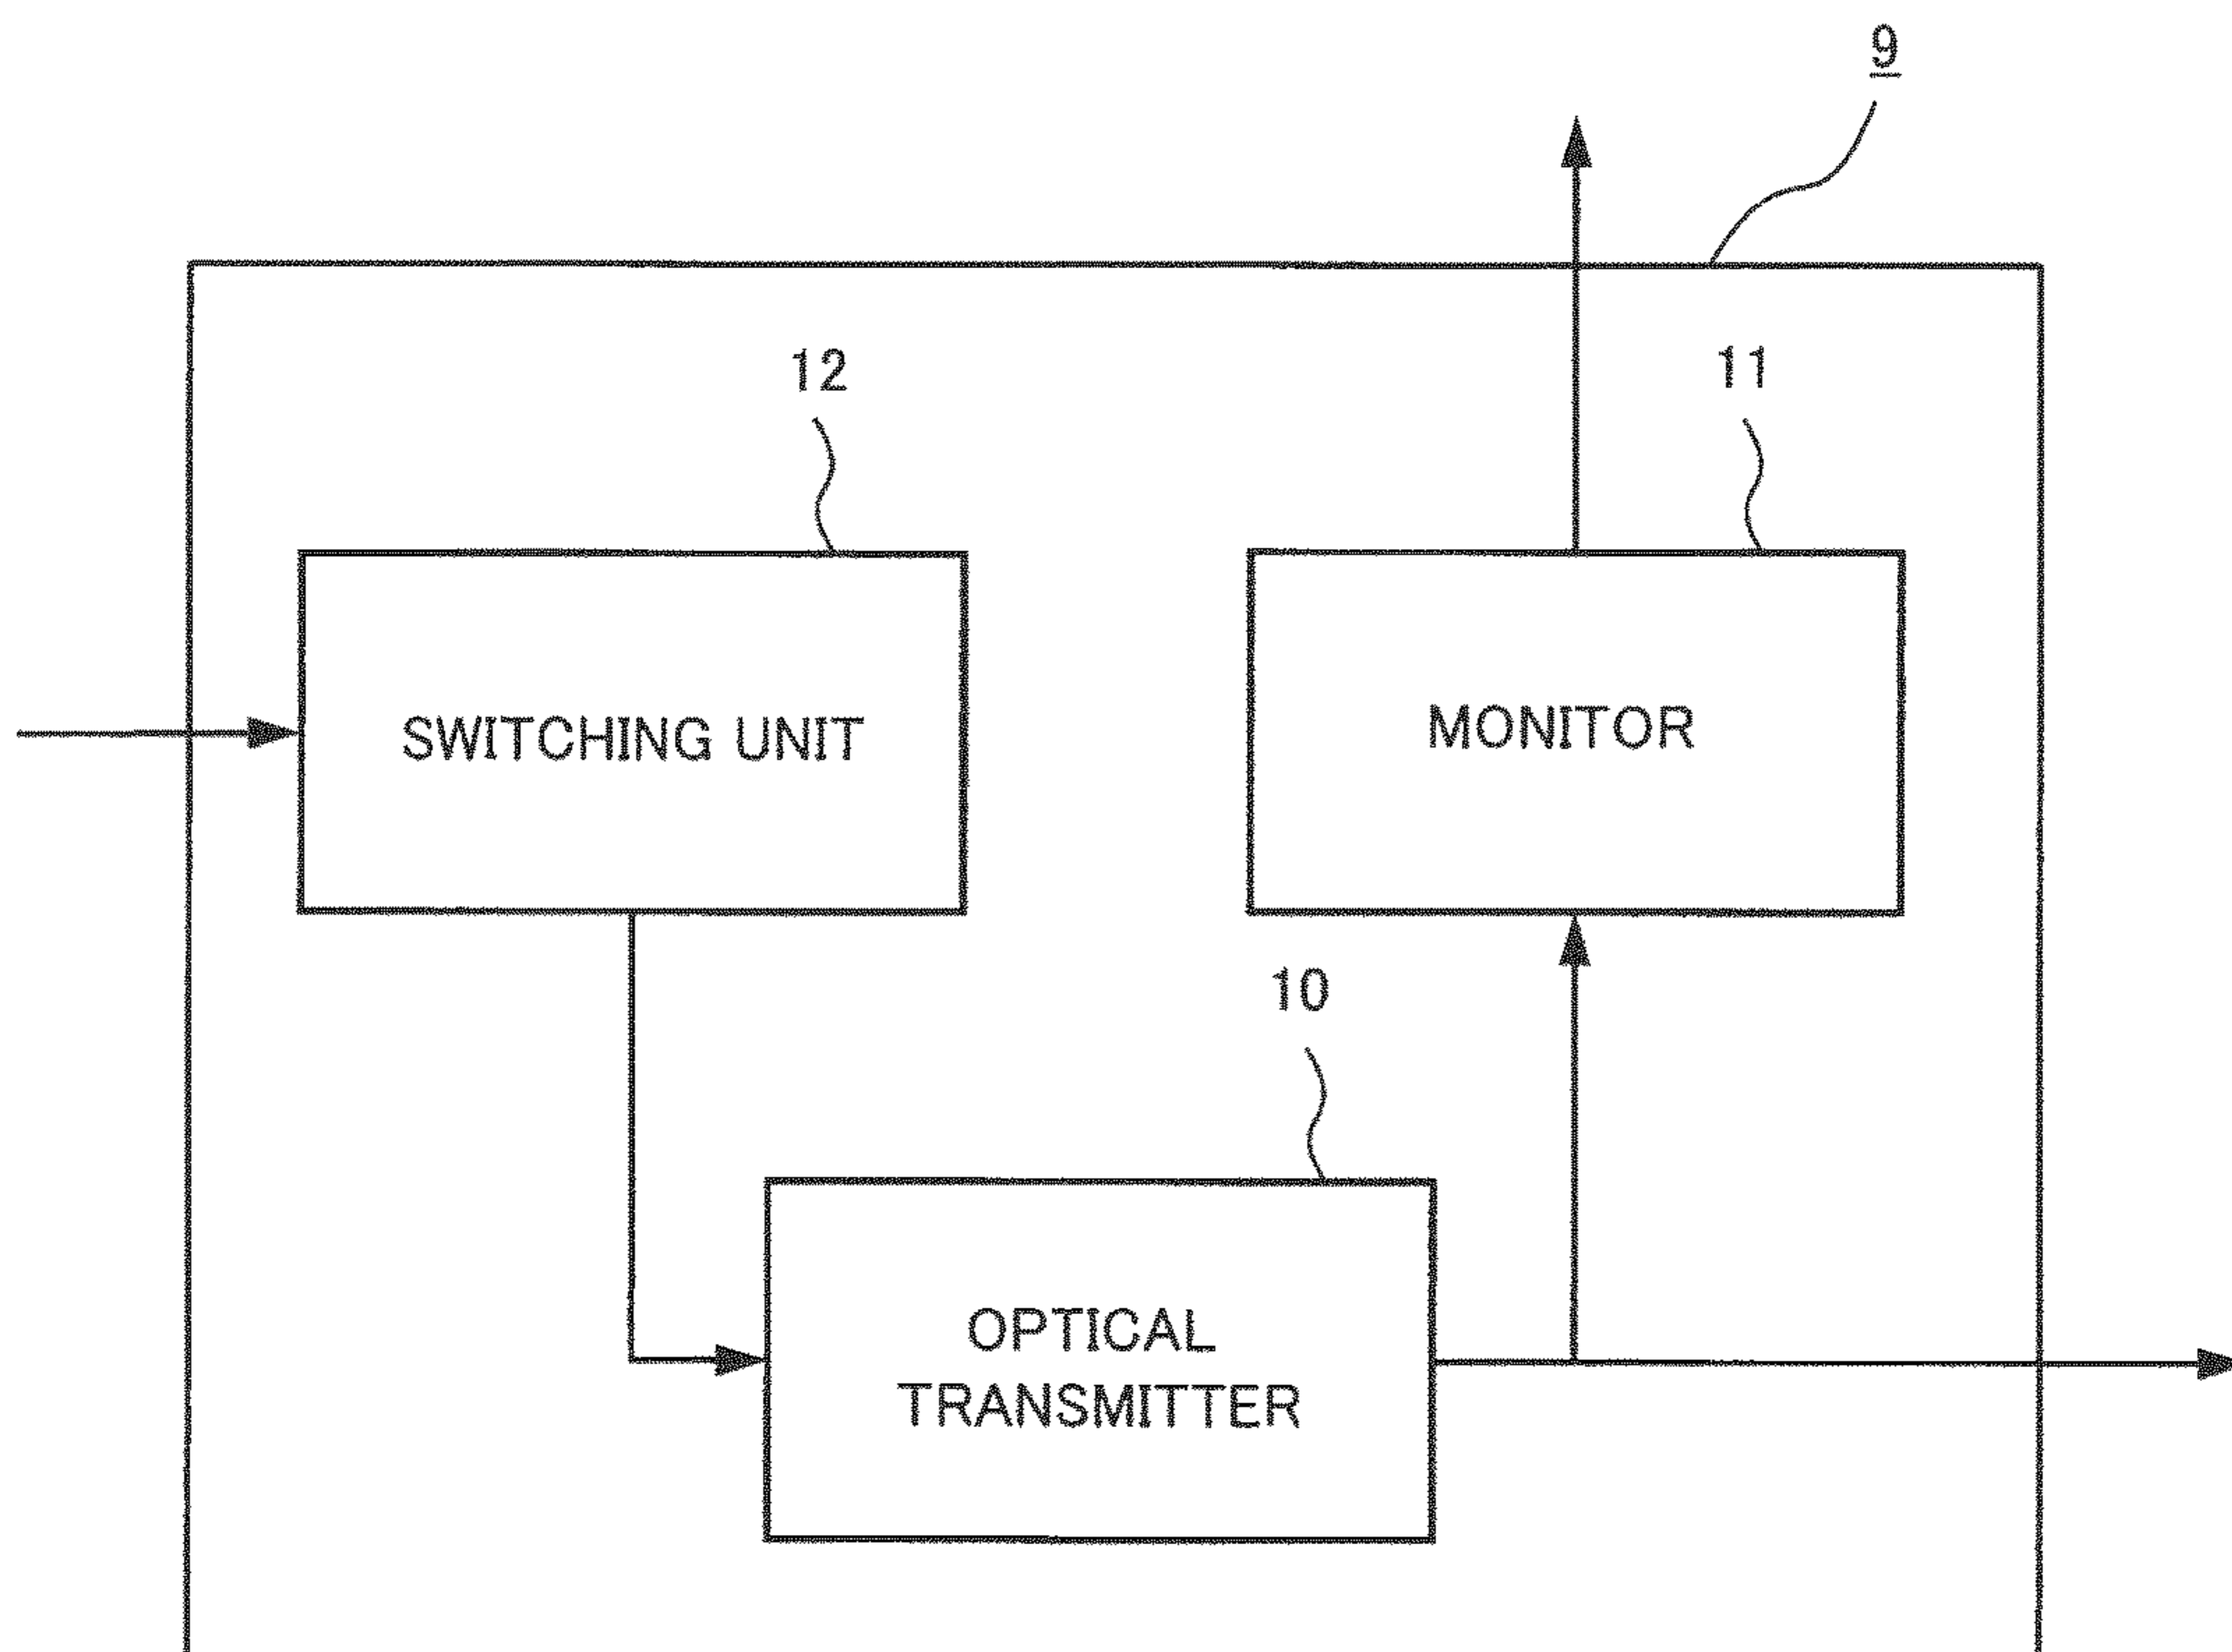 9
12
11
SWITCHING UNIT
MONITOR
10
OPTICAL
TRANSMITTER